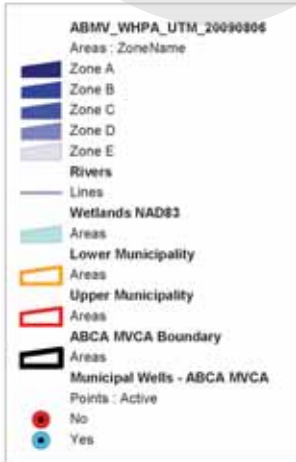 ABMV_WHPA_UTM_20090806
Areas : ZoneName
Zone A
Zone B
Zone C
Zone D
Zone E
Rivers
Lines
Wetlands NAD83
Areas
Lower Municipality
Areas
Upper Municipality
Areas
ABCA MVCA Boundary
Areas
Municipal Wells - ABCA MVCA
Points : Active
No
Yes